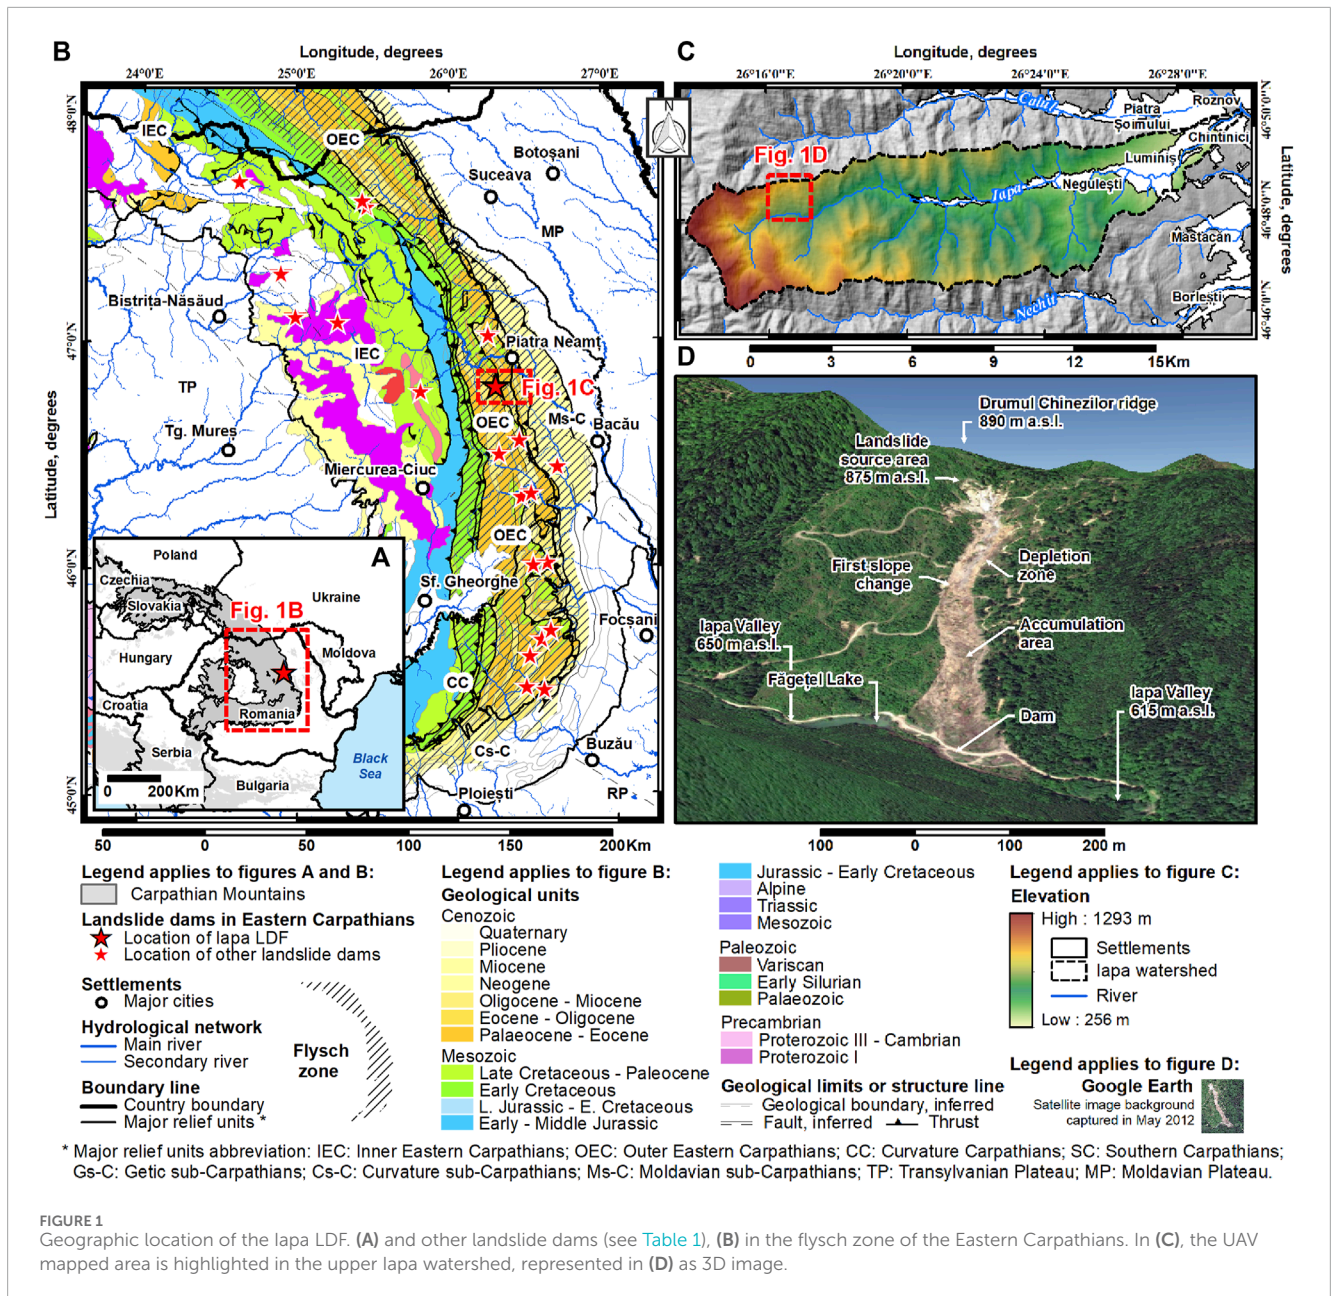 B
Longitude, degrees
24°0'E 25°0'E 26°0'E 27°0'E
48°0'N
47°0'N
46°0'N
45°0'N
Latitude, degrees
IEC
OEC
Botoșani
Suceava
MP
Bistrița-Năsăud
Piatra Neamț
IEC
Fig. 1C
TP
OEC
Ms-C
Bacău
Tg. Mureș
Miercurea-Ciuc
OEC
Sf. Gheorghe
Focșani
CC
Cs-C
Buzău
Ploiești
RP
A
Poland
Czechia
Slovakia
Ukraine
Fig. 1B
Hungary
Moldova
Croatia
Romania
Serbia
Black
Sea
Bulgaria
0 200Km
50 0 50 100 150 200Km
N
C
Longitude, degrees
26°16'0"E 26°20'0"E 26°24'0"E 26°28'0"E
Latitude, degrees
Calul
Piatra
Șoimului
Roznov
Chintinici
Luminiș
Fig. 1D
Iapa
Negulești
Mastacăn
Borlești
Nechit
0 3 6 9 12 15Km
D
Drumul Chinezilor ridge
890 m a.s.l.
Landslide
source area
875 m a.s.l.
First slope
change
Depletion
zone
Iapa Valley
650 m a.s.l.
Accumulation
area
Făgețel Lake
Iapa Valley
615 m a.s.l.
Dam
100 0 100 200 m
Legend applies to figures A and B:
Carpathian Mountains
Landslide dams in Eastern Carpathians
Location of Iapa LDF
Location of other landslide dams
Settlements
Major cities
Hydrological network
Main river
Secondary river
Boundary line
Country boundary
Major relief units *
Flysch
zone
Legend applies to figure B:
Geological units
Cenozoic
Quaternary
Pliocene
Miocene
Neogene
Oligocene - Miocene
Eocene - Oligocene
Palaeocene - Eocene
Mesozoic
Late Cretaceous - Paleocene
Early Cretaceous
L. Jurassic - E. Cretaceous
Early - Middle Jurassic
Jurassic - Early Cretaceous
Alpine
Triassic
Mesozoic
Paleozoic
Variscan
Early Silurian
Palaeozoic
Precambrian
Proterozoic III - Cambrian
Proterozoic I
Geological limits or structure line
Geological boundary, inferred
Fault, inferred Thrust
Legend applies to figure C:
Elevation
High : 1293 m
Low : 256 m
Settlements
Iapa watershed
River
Legend applies to figure D:
Google Earth
Satellite image background
captured in May 2012
* Major relief units abbreviation: IEC: Inner Eastern Carpathians; OEC: Outer Eastern Carpathians; CC: Curvature Carpathians; SC: Southern Carpathians;
Gs-C: Getic sub-Carpathians; Cs-C: Curvature sub-Carpathians; Ms-C: Moldavian sub-Carpathians; TP: Transylvanian Plateau; MP: Moldavian Plateau.
FIGURE 1
Geographic location of the Iapa LDF. (A) and other landslide dams (see Table 1), (B) in the flysch zone of the Eastern Carpathians. In (C), the UAV
mapped area is highlighted in the upper Iapa watershed, represented in (D) as 3D image.